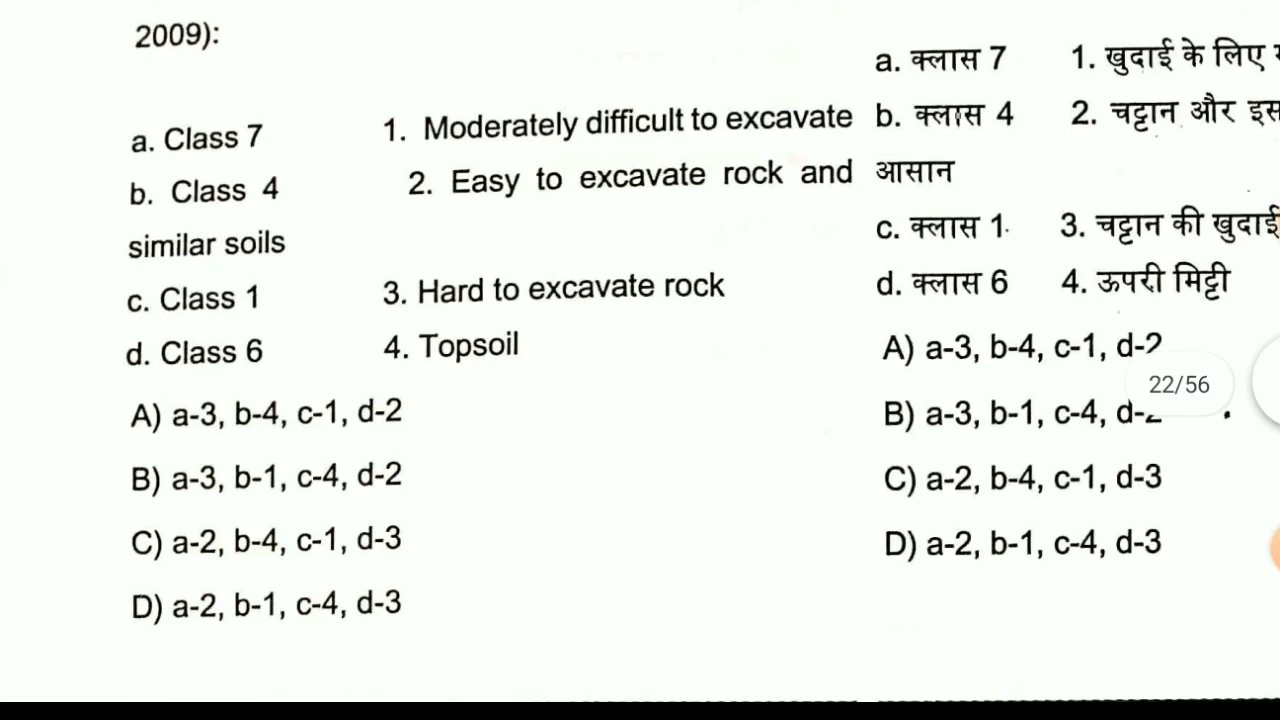 2009):
a. Class 7 1. Moderately difficult to excavate
b. Class 4 2. Easy to excavate rock and
similar soils
c. Class 1 3. Hard to excavate rock
d. Class 6 4. Topsoil
A) a-3, b-4, c-1, d-2
B) a-3, b-1, c-4, d-2
C) a-2, b-4, c-1, d-3
D) a-2, b-1, c-4, d-3
a. क्लास 7 1. खुदाई के लिए
b. क्लास 4 2. चट्टान और
आसान
c. क्लास 1. 3. चट्टान की खुदाई
d. क्लास 6 4. ऊपरी मिट्टी
A) a-3, b-4, c-1, d-2
22/56
B) a-3, b-1, c-4, d-2
C) a-2, b-4, c-1, d-3
D) a-2, b-1, c-4, d-3